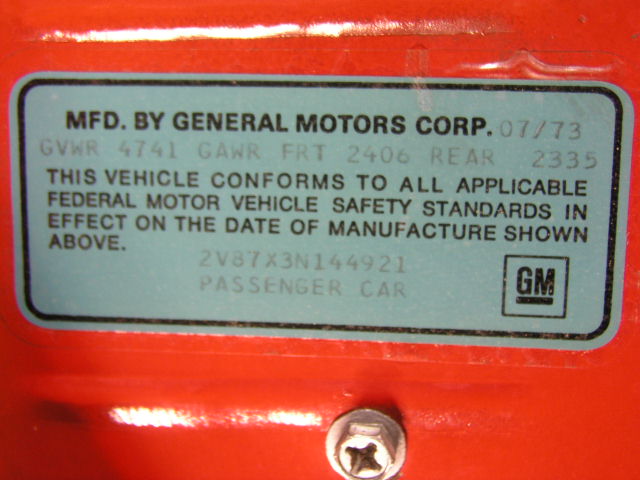 MFD. BY GENERAL MOTORS CORP. 07/73
GVWR 4741 GAWR FRT 2406 REAR 2335
THIS VEHICLE CONFORMS TO ALL APPLICABLE
FEDERAL MOTOR VEHICLE SAFETY STANDARDS IN
EFFECT ON THE DATE OF MANUFACTURE SHOWN
ABOVE.
2V87X3N144921
PASSENGER CAR
GM